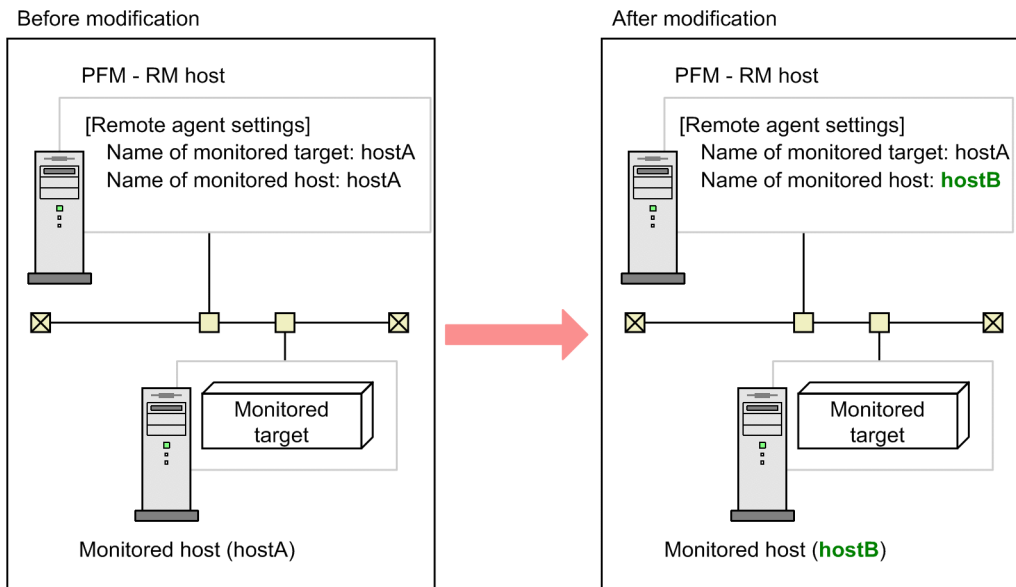 Before modification
PFM - RM host
[Remote agent settings]
Name of monitored target: hostA
Name of monitored host: hostA
Monitored
target
Monitored host (hostA)
After modification
PFM - RM host
[Remote agent settings]
Name of monitored target: hostA
Name of monitored host: hostB
Monitored
target
Monitored host (hostB)